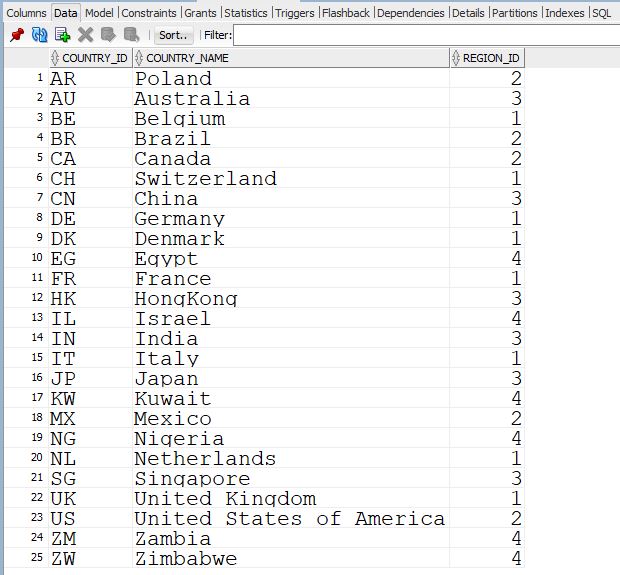 Columns Data Model Constraints Grants Statistics Triggers Flashback Dependencies Details Partitions Indexes SQL
Sort.. Filter:
COUNTRY_ID COUNTRY_NAME REGION_ID
1 AR Poland 2
2 AU Australia 3
3 BE Belgium 1
4 BR Brazil 2
5 CA Canada 2
6 CH Switzerland 1
7 CN China 3
8 DE Germany 1
9 DK Denmark 1
10 EG Egypt 4
11 FR France 1
12 HK HongKong 3
13 IL Israel 4
14 IN India 3
15 IT Italy 1
16 JP Japan 3
17 KW Kuwait 4
18 MX Mexico 2
19 NG Nigeria 4
20 NL Netherlands 1
21 SG Singapore 3
22 UK United Kingdom 1
23 US United States of America 2
24 ZM Zambia 4
25 ZW Zimbabwe 4